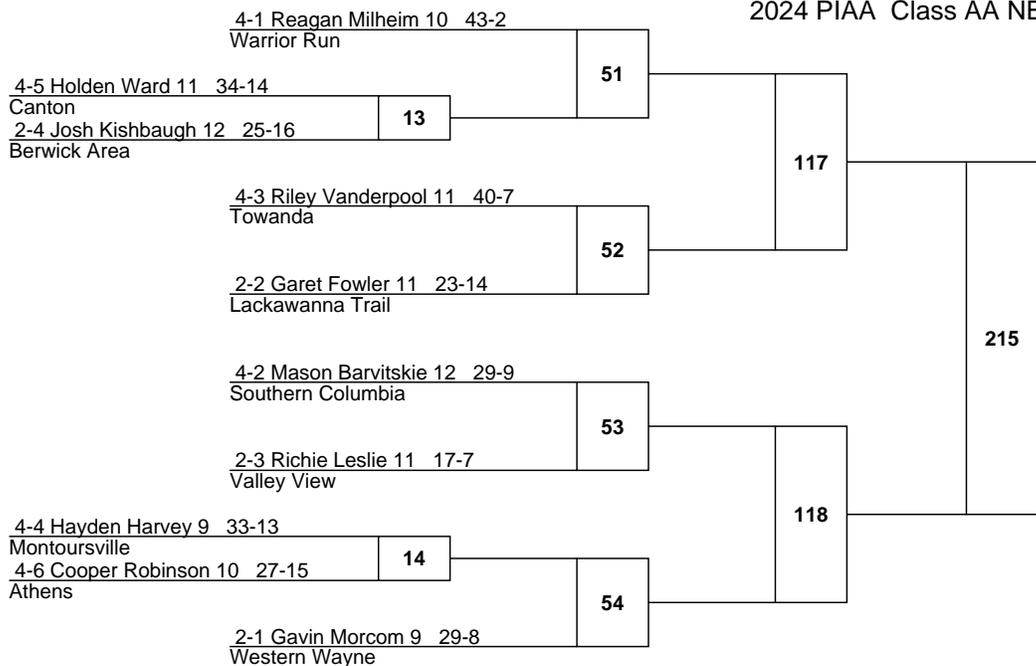 2024 PIAA Class AA NE
4-1 Reagan Milheim 10 43-2
Warrior Run
51
4-5 Holden Ward 11 34-14
Canton
13
2-4 Josh Kishbaugh 12 25-16
Berwick Area
117
4-3 Riley Vanderpool 11 40-7
Towanda
52
2-2 Garet Fowler 11 23-14
Lackawanna Trail
215
4-2 Mason Barvitskie 12 29-9
Southern Columbia
53
2-3 Richie Leslie 11 17-7
Valley View
118
4-4 Hayden Harvey 9 33-13
Montoursville
14
4-6 Cooper Robinson 10 27-15
Athens
54
2-1 Gavin Morcom 9 29-8
Western Wayne